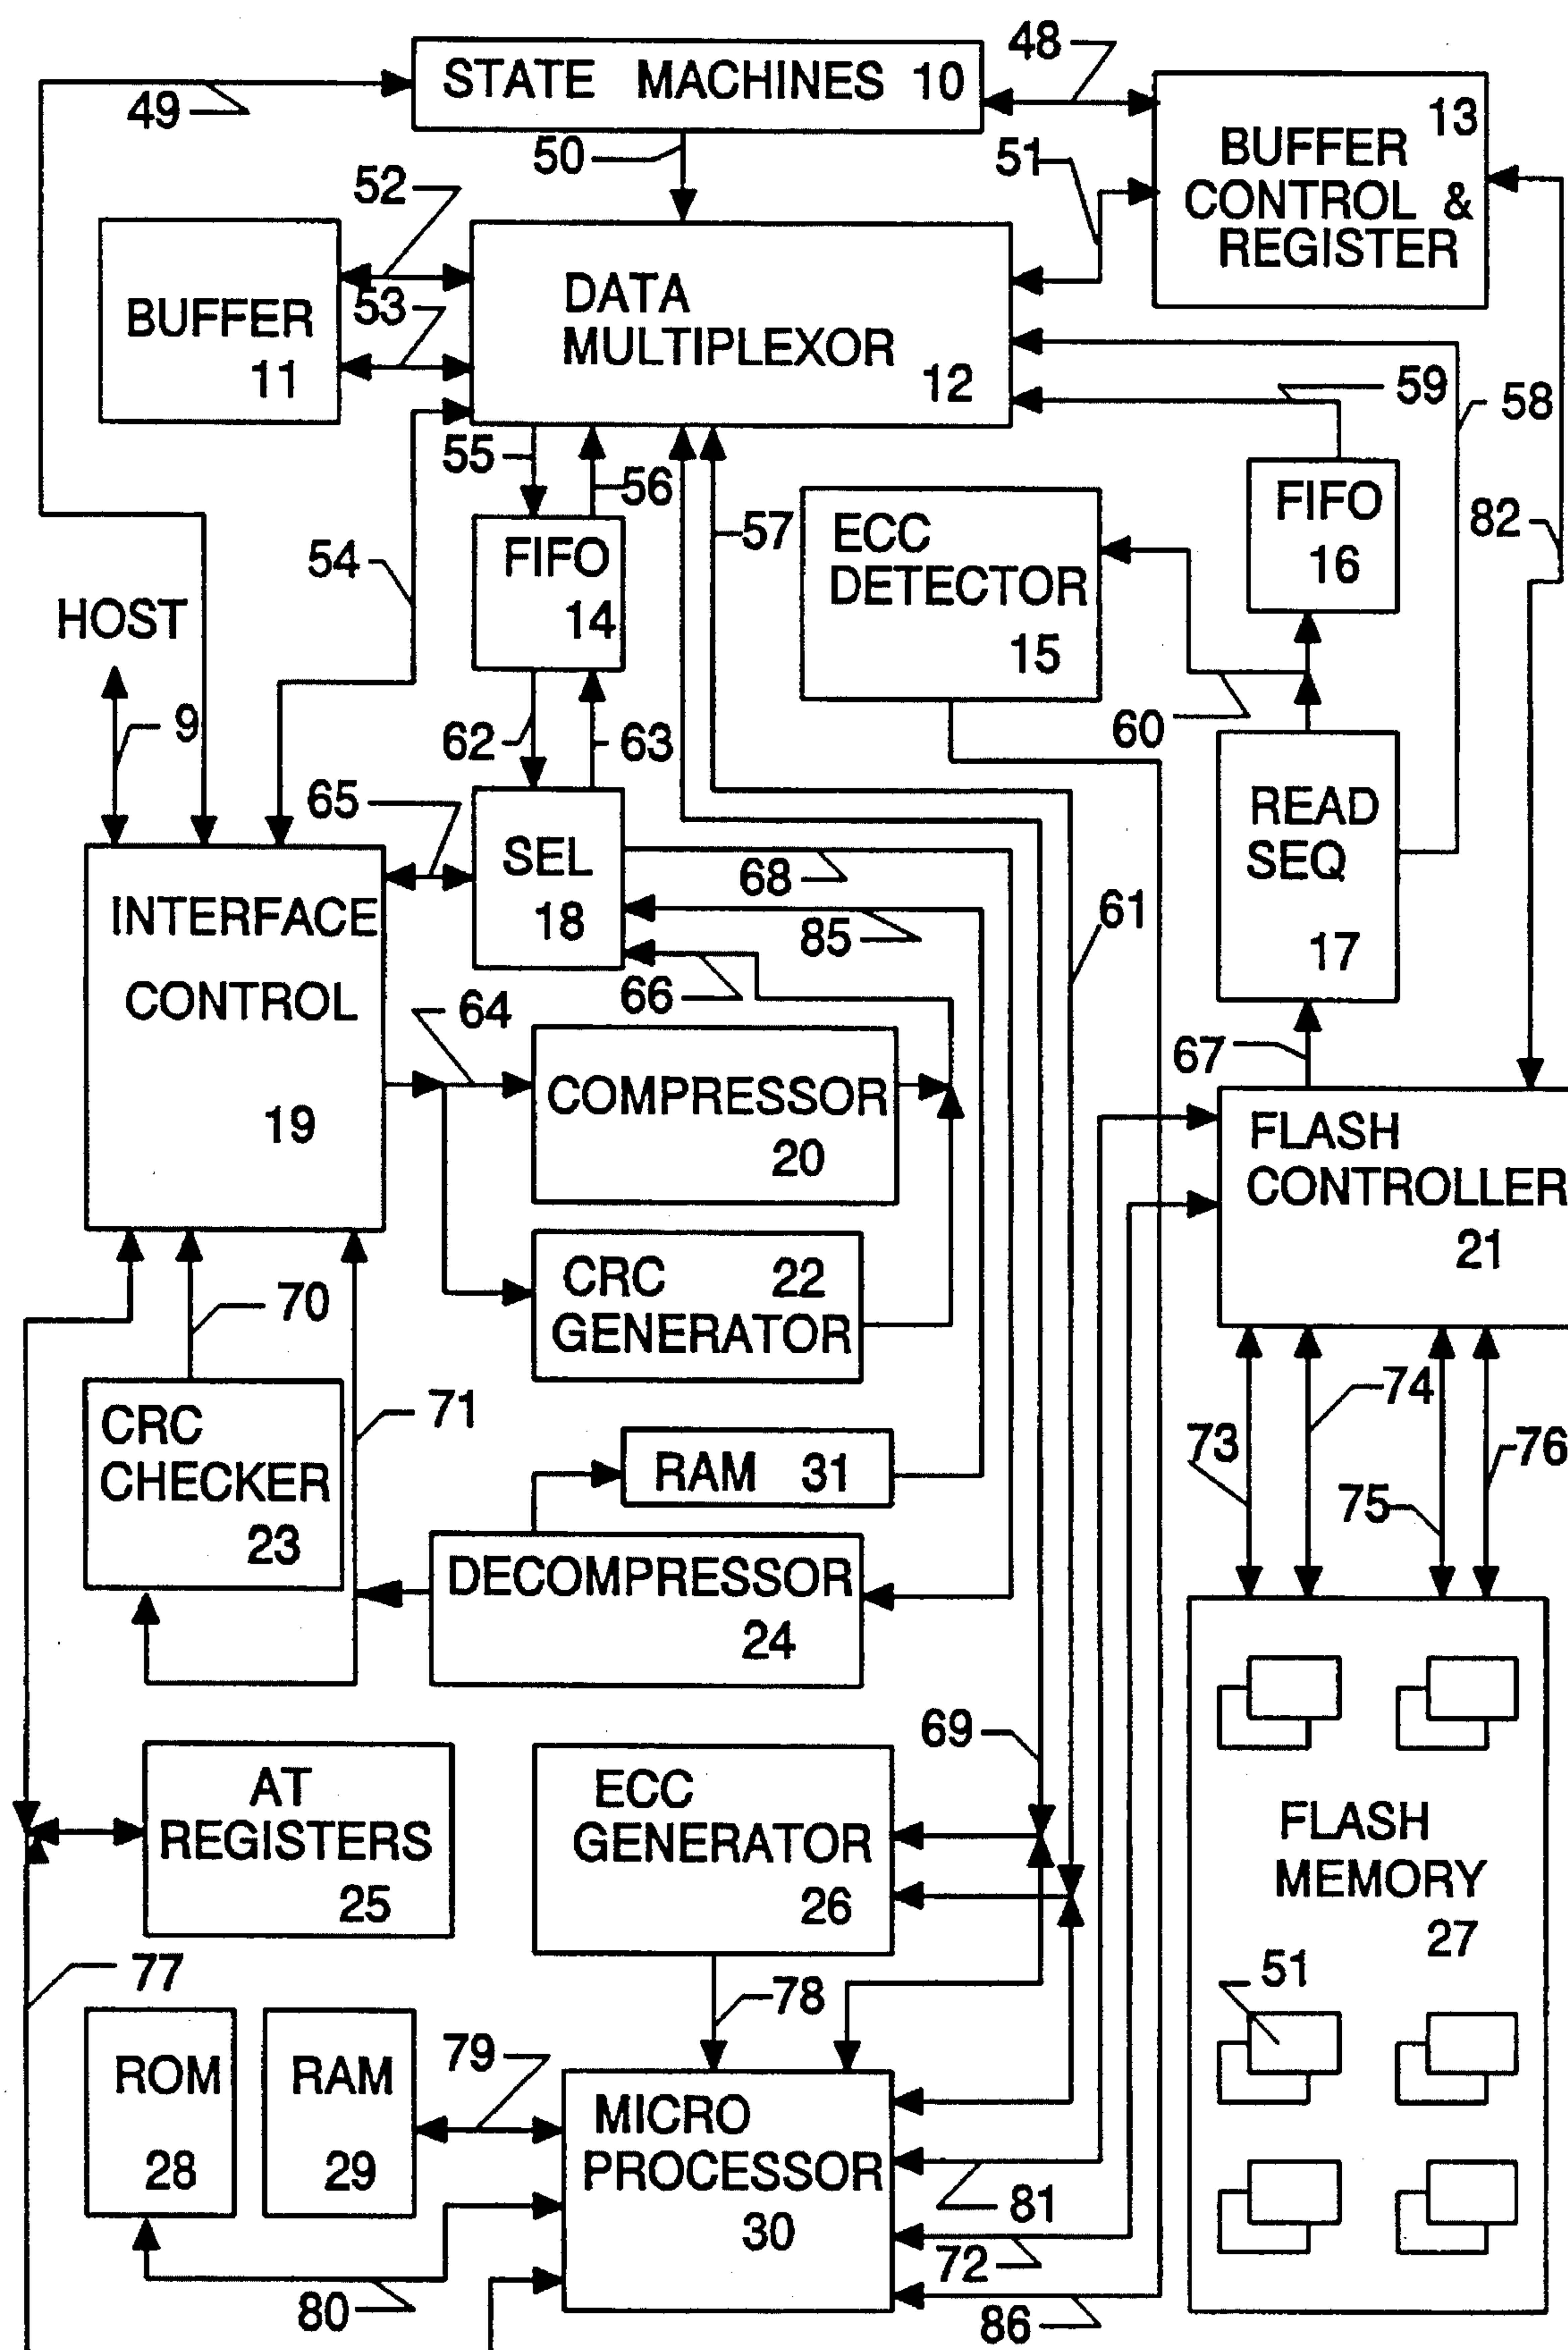 48
STATE MACHINES 10
49
13
BUFFER
CONTROL &
REGISTER
50
51
52
DATA
MULTIPLEXOR
12
BUFFER
11
53
59
58
55
56
57
54
FIFO
14
ECC
DETECTOR
15
FIFO
16
82
HOST
9
62
63
60
65
SEL
18
READ
SEQ
17
68
85
66
61
INTERFACE
CONTROL
19
64
COMPRESSOR
20
67
FLASH
CONTROLLER
21
CRC 22
GENERATOR
70
71
74
73
76
75
CRC
CHECKER
23
RAM 31
DECOMPRESSOR
24
69
AT
REGISTERS
25
ECC
GENERATOR
26
FLASH
MEMORY
27
51
77
78
ROM
28
RAM
29
79
MICRO
PROCESSOR
30
81
72
80
86